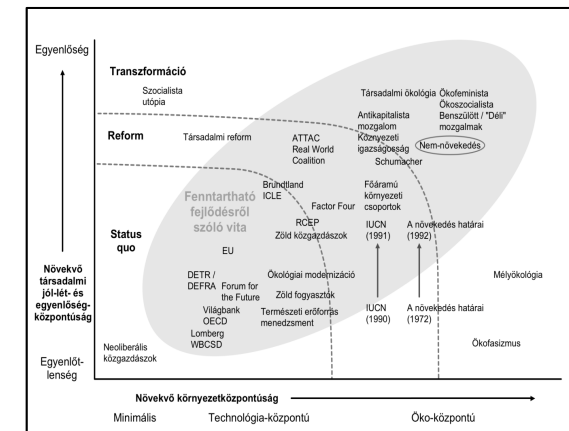 Egyenlőség
Transzformáció
Szocialista
utópia
Társadalmi ökológia
Ökofeminista
Ökoszocialista
Benszülött / "Déli"
mozgalmak
Antikapitalista
mozgalom
Környezeti
igazságosság
Reform
Társadalmi reform
ATTAC
Real World
Coalition
Nem-növekedés
Schumacher
Brundtland
ICLE
Főáramú
környezeti
csoportok
Fenntartható
fejlődésről
szóló vita
Factor Four
RCEP
Zöld közgazdászok
IUCN
(1991)
A növekedés határai
(1992)
Status
quo
EU
Növekvő
társadalmi
jól-lét- és
egyenlőség-
központúság
DETR /
DEFRA
Forum for
the Future
Ökológiai modernizáció
Mélyökológia
Zöld fogyasztók
Világbank
OECD
Természeti erőforrás
menedzsment
IUCN
(1990)
A növekedés határai
(1972)
Lomberg
WBCSD
Neoliberális
közgazdászok
Ökofasizmus
Egyenlőt-
lenség
Növekvő környezetközpontúság
Minimális
Technológia-központú
Öko-központú